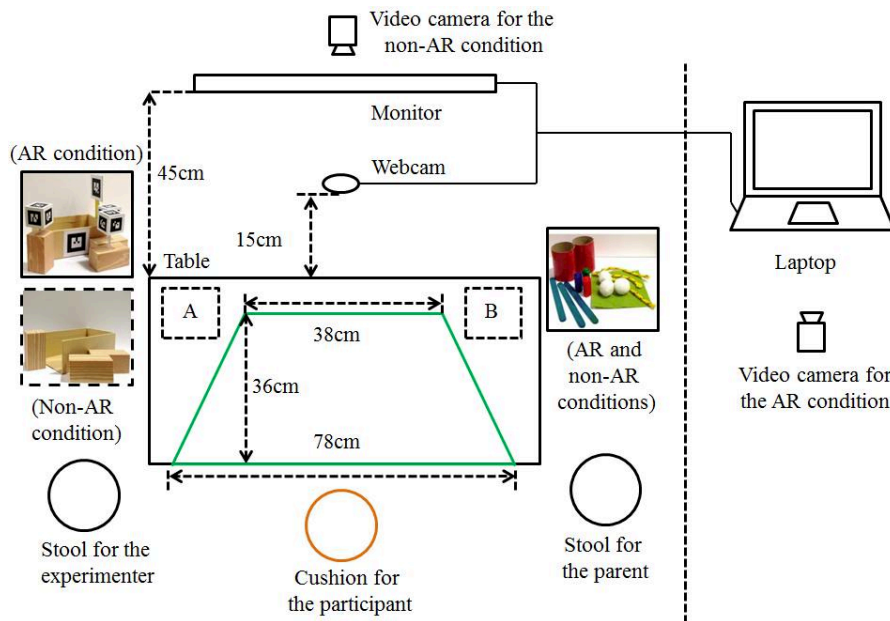 Video camera for the
non-AR condition
Monitor
(AR condition)
45cm
Webcam
15cm
Table
Laptop
A
B
38cm
36cm
(AR and
non-AR
conditions)
(Non-AR
condition)
Video camera for
the AR condition
78cm
Stool for the
experimenter
Cushion for
the participant
Stool for
the parent